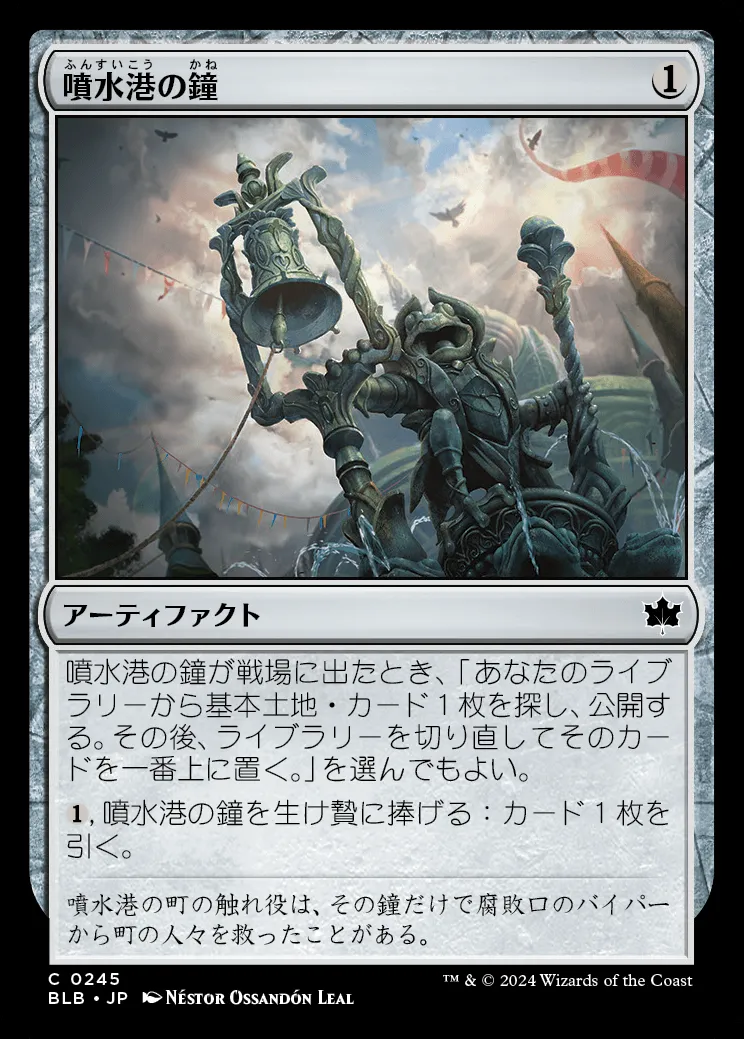 ふんすいこう かね
噴水港の鐘
1
アーティファクト
噴水港の鐘が戦場に出たとき、「あなたのライブ
ラリーから基本土地・カード１枚を探し、公開す
る。その後、ライブラリーを切り直してそのカー
ドを一番上に置く。」を選んでもよい。
1, 噴水港の鐘を生け贄に捧げる：カード１枚を
引く。
噴水港の町の触れ役は、その鐘だけで腐敗口のバイパー
から町の人々を救ったことがある。
C 0245
BLB • JP Néstor Ossandón Leal
™ & © 2024 Wizards of the Coast